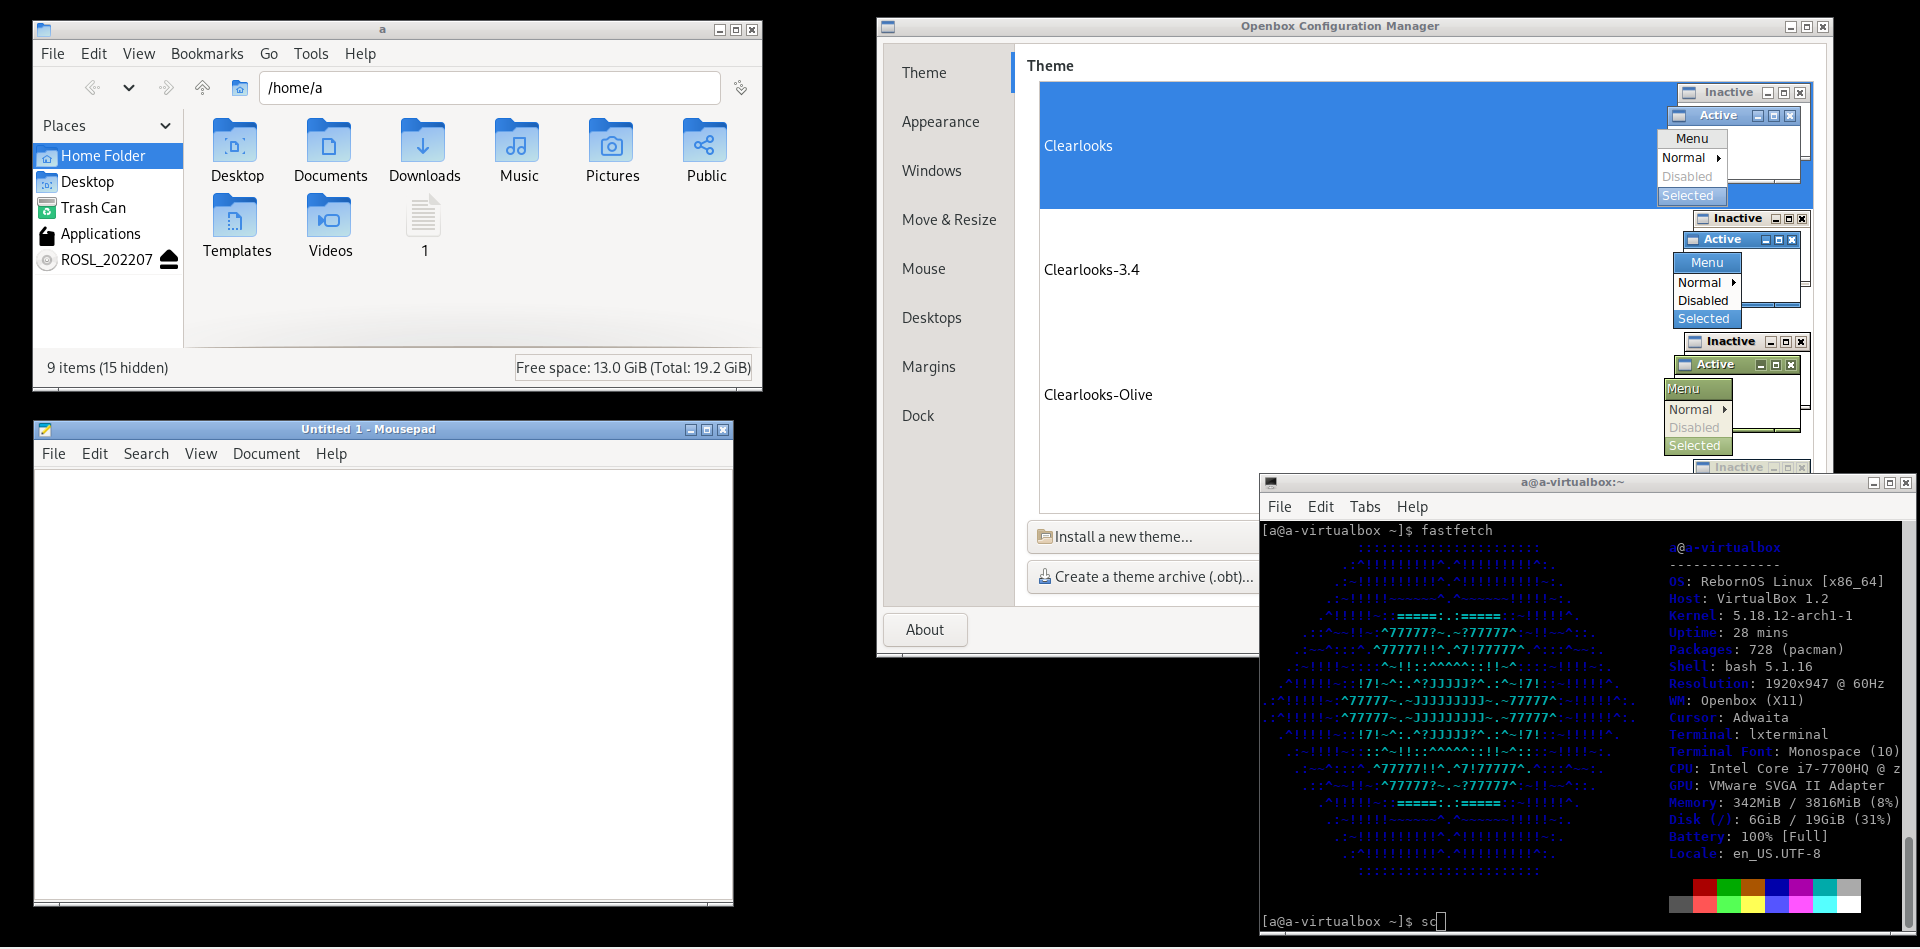 a
File Edit View Bookmarks Go Tools Help
/home/a
Places
Home Folder
Desktop
Trash Can
Applications
ROSL_202207
Desktop Documents Downloads Music Pictures Public
Templates Videos 1
9 items (15 hidden)
Free space: 13.0 GiB (Total: 19.2 GiB)
Untitled 1 - Mousepad
File Edit Search View Document Help
Openbox Configuration Manager
Theme
Appearance
Windows
Move & Resize
Mouse
Desktops
Margins
Dock
About
Theme
Clearlooks
Inactive
Active
Menu
Normal
Disabled
Selected
Clearlooks-3.4
Inactive
Active
Menu
Normal
Disabled
Selected
Clearlooks-Olive
Inactive
Active
Menu
Normal
Disabled
Selected
Inactive
Install a new theme...
Create a theme archive (.obt)...
a@a-virtualbox:~
File Edit Tabs Help
[a@a-virtualbox ~]$ fastfetch
a@a-virtualbox
--------------
OS: RebornOS Linux [x86_64]
Host: VirtualBox 1.2
Kernel: 5.18.12-arch1-1
Uptime: 28 mins
Packages: 728 (pacman)
Shell: bash 5.1.16
Resolution: 1920x947 @ 60Hz
WM: Openbox (X11)
Cursor: Adwaita
Terminal: lxterminal
Terminal Font: Monospace (10)
CPU: Intel Core i7-7700HQ @ z
GPU: VMware SVGA II Adapter
Memory: 342MiB / 3816MiB (8%)
Disk (/): 6GiB / 19GiB (31%)
Battery: 100% [Full]
Locale: en_US.UTF-8
[a@a-virtualbox ~]$ sc